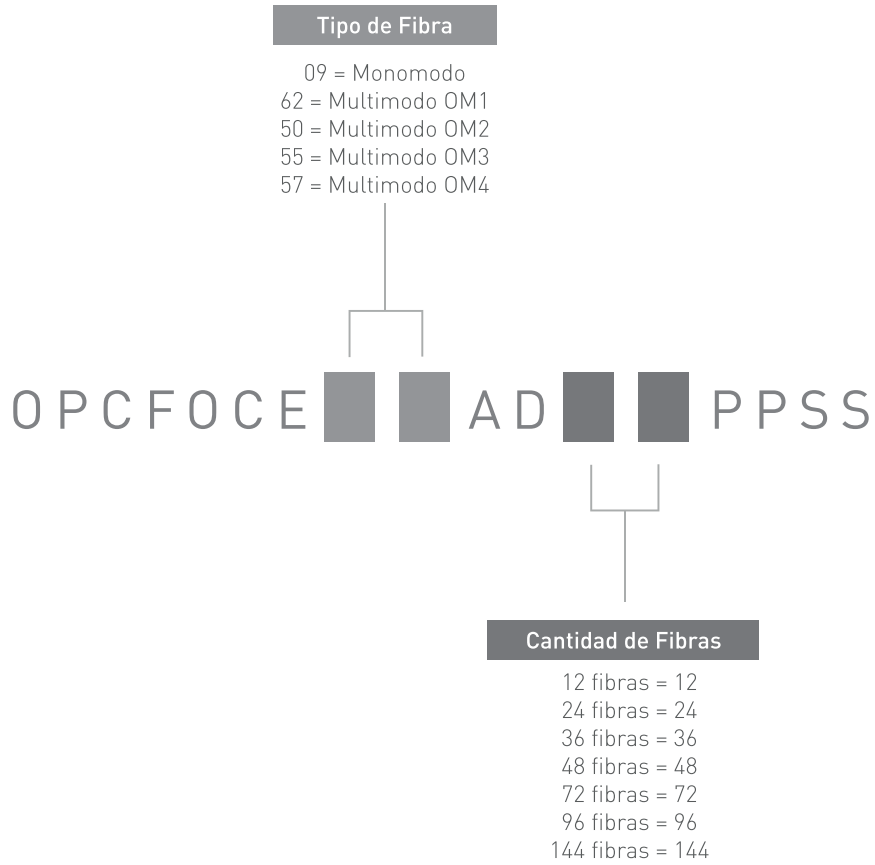 Tipo de Fibra
09 = Monomodo
62 = Multimodo OM1
50 = Multimodo OM2
55 = Multimodo OM3
57 = Multimodo OM4
OPCFOCE AD PPSS
Cantidad de Fibras
12 fibras = 12
24 fibras = 24
36 fibras = 36
48 fibras = 48
72 fibras = 72
96 fibras = 96
144 fibras = 144